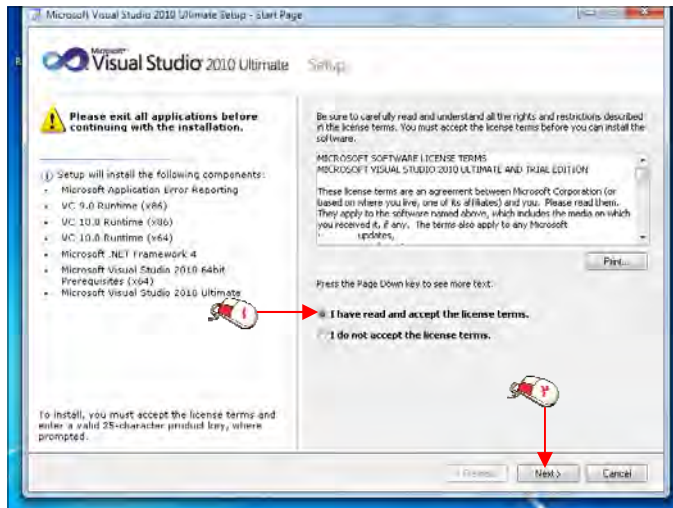 Microsoft Visual Studio 2010 Ultimate Setup - Start Page
Microsoft
Visual Studio 2010 Ultimate
Setup
Please exit all applications before
continuing with the installation.
Setup will install the following components:
Microsoft Application Error Reporting
VC 9.0 Runtime (x86)
VC 10.0 Runtime (x86)
VC 10.0 Runtime (x64)
Microsoft .NET Framework 4
Microsoft Visual Studio 2010 64bit
Prerequisites (x64)
Microsoft Visual Studio 2010 Ultimate
۱
To install, you must accept the license terms and
enter a valid 25-character product key, where
prompted.
Be sure to carefully read and understand all the rights and restrictions described
in the license terms. You must accept the license terms before you can install the
software.
MICROSOFT SOFTWARE LICENSE TERMS
MICROSOFT VISUAL STUDIO 2010 ULTIMATE AND TRIAL EDITION
These license terms are an agreement between Microsoft Corporation (or
based on where you live, one of its affiliates) and you. Please read them.
They apply to the software named above, which includes the media on which
you received it, if any. The terms also apply to any Microsoft
updates,
Print...
Press the Page Down key to see more text.
I have read and accept the license terms.
I do not accept the license terms.
۲
< Previous
Next >
Cancel